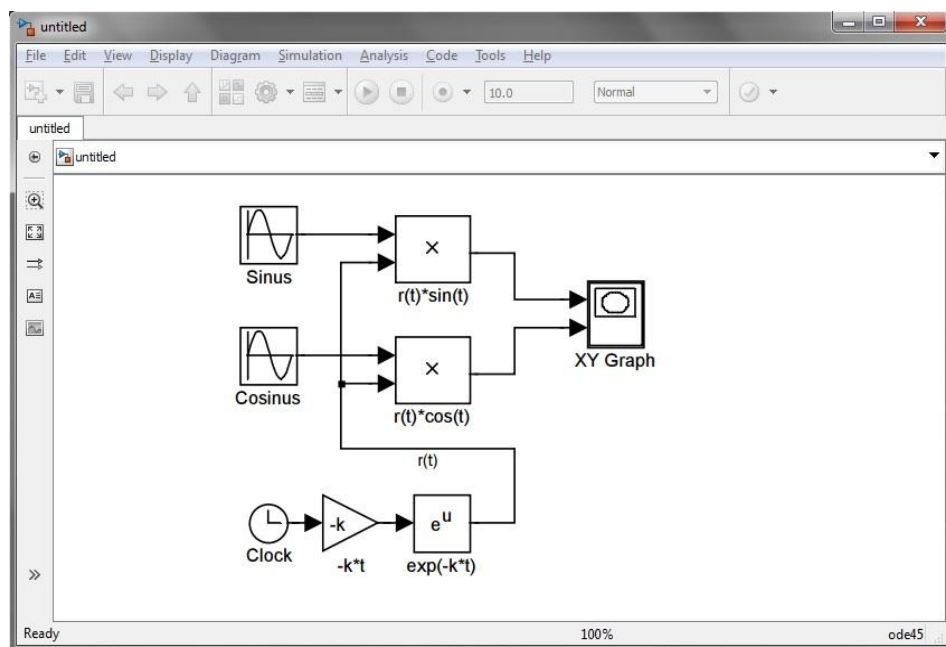 untitled
File Edit View Display Diagram Simulation Analysis Code Tools Help
10.0 Normal
untitled
untitled
Sinus
×
r(t)*sin(t)
XY Graph
Cosinus
×
r(t)*cos(t)
r(t)
Clock
-k
-k*t
e^u
exp(-k*t)
Ready 100% ode45